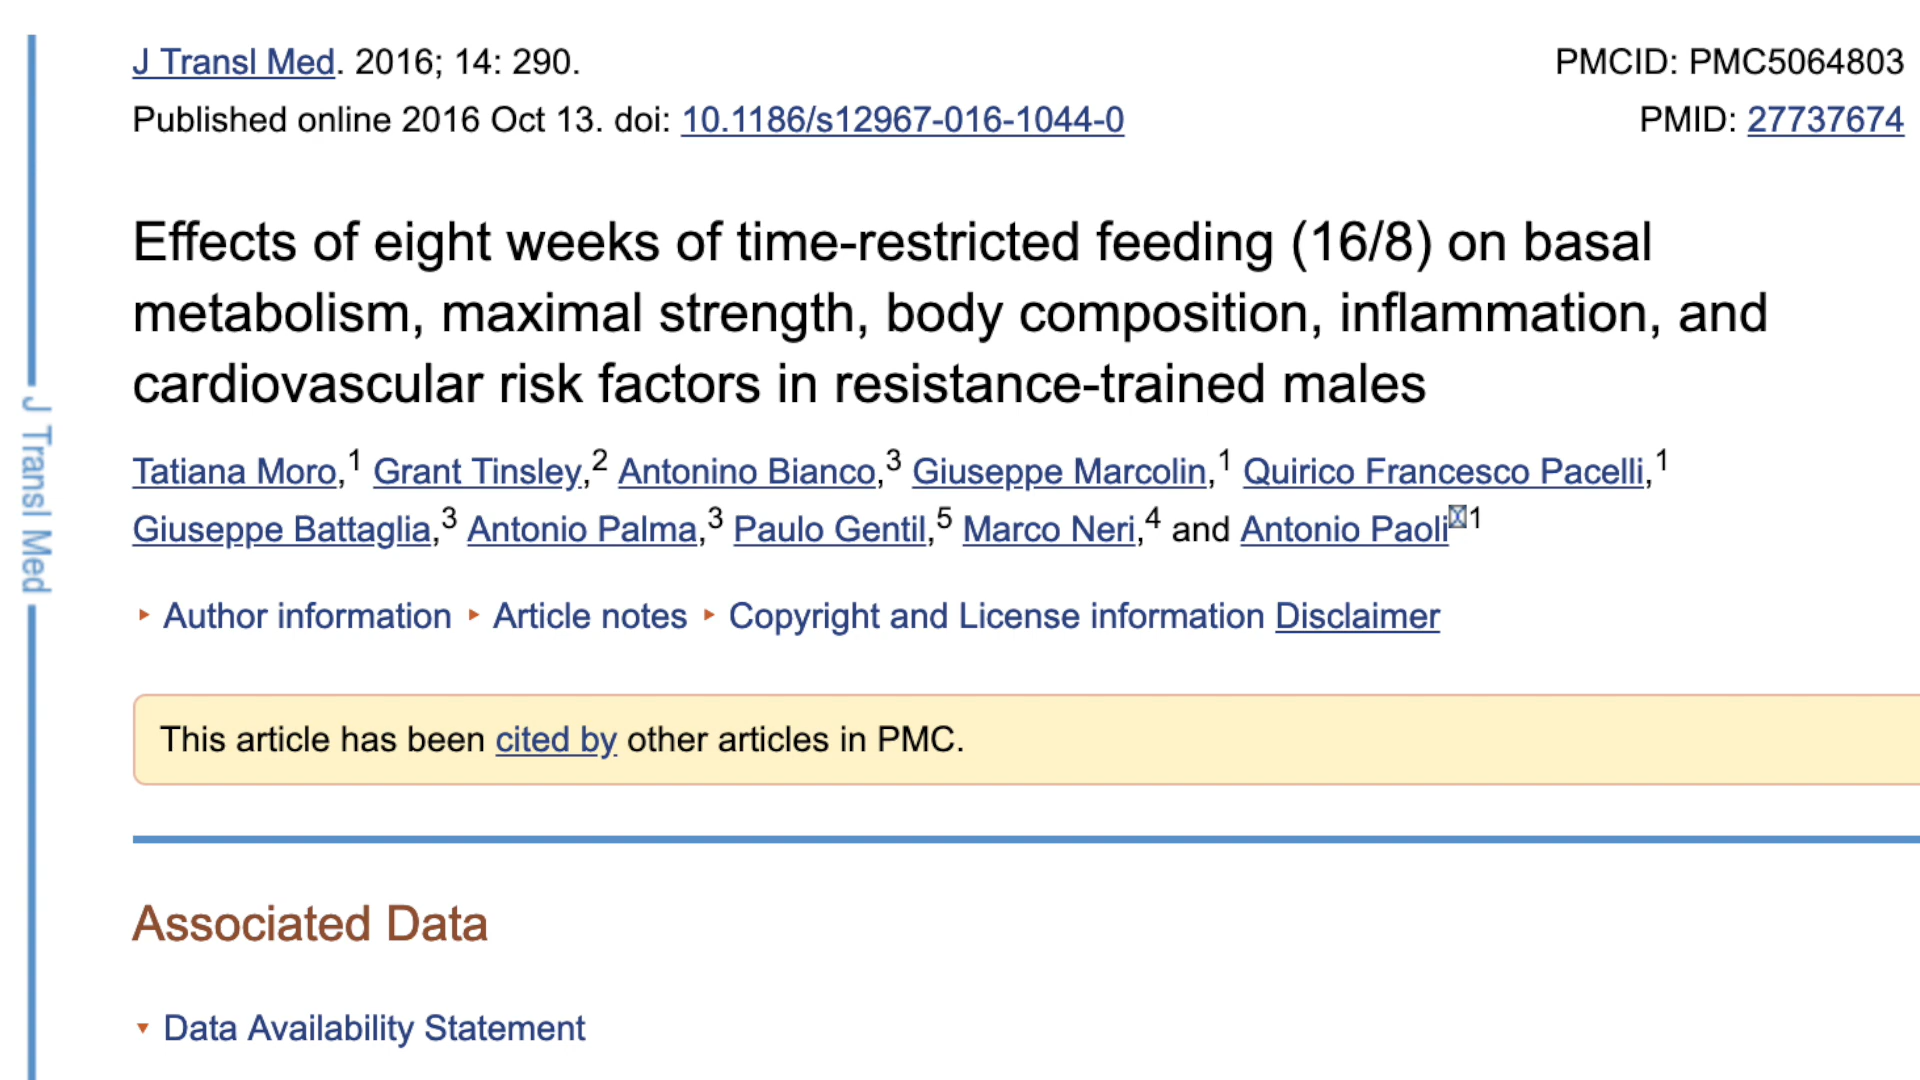 J Transl Med. 2016; 14: 290.
PMCID: PMC5064803
Published online 2016 Oct 13. doi: 10.1186/s12967-016-1044-0
PMID: 27737674
Effects of eight weeks of time-restricted feeding (16/8) on basal
metabolism, maximal strength, body composition, inflammation, and
cardiovascular risk factors in resistance-trained males
Tatiana Moro,1 Grant Tinsley,2 Antonino Bianco,3 Giuseppe Marcolin,1 Quirico Francesco Pacelli,1
Giuseppe Battaglia,3 Antonio Palma,3 Paulo Gentil,5 Marco Neri,4 and Antonio Paoli1
Author information Article notes Copyright and License information Disclaimer
This article has been cited by other articles in PMC.
Associated Data
Data Availability Statement
J Transl Med